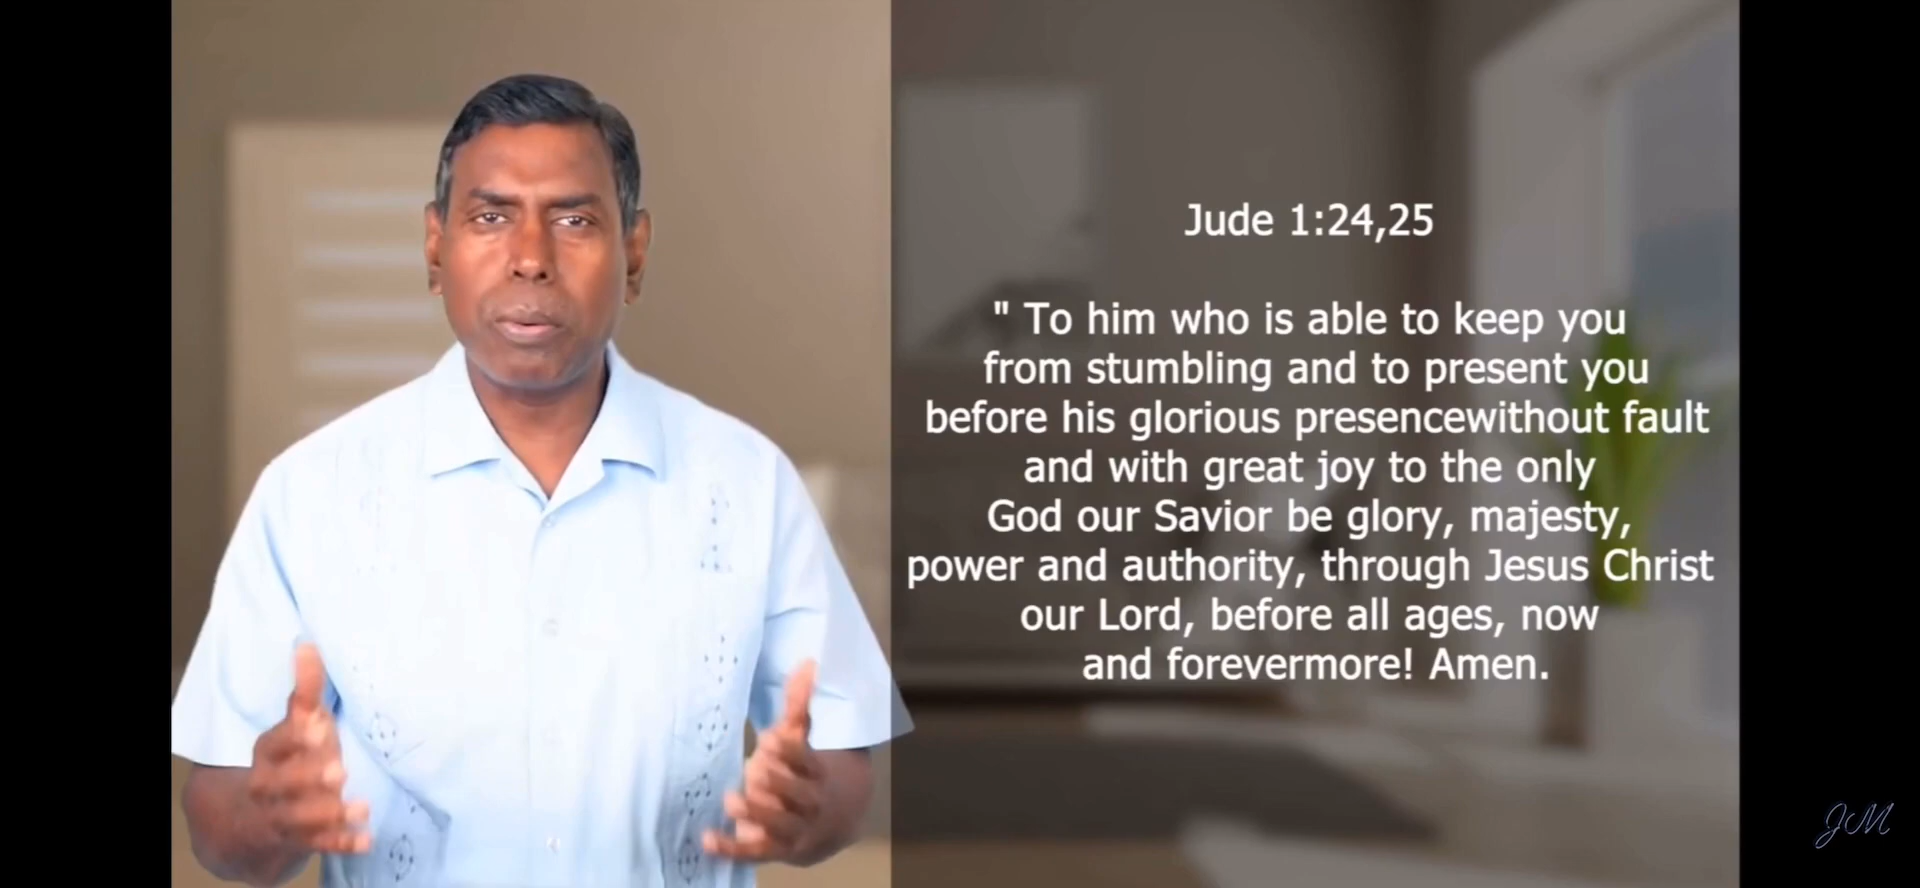 Jude 1:24,25
" To him who is able to keep you
from stumbling and to present you
before his glorious presencewithout fault
and with great joy to the only
God our Savior be glory, majesty,
power and authority, through Jesus Christ
our Lord, before all ages, now
and forevermore! Amen.
JM